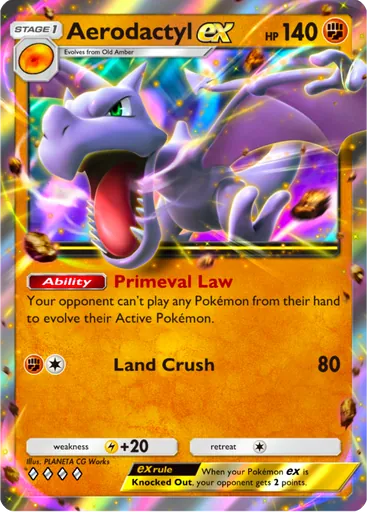 STAGE 1 Aerodactyl ex HP 140
Evolves from Old Amber
Ability Primeval Law
Your opponent can't play any Pokémon from their hand
to evolve their Active Pokémon.
Land Crush 80
weakness +20 retreat
Illus. PLANETA CG Works
ex rule When your Pokémon ex is
Knocked Out, your opponent gets 2 points.